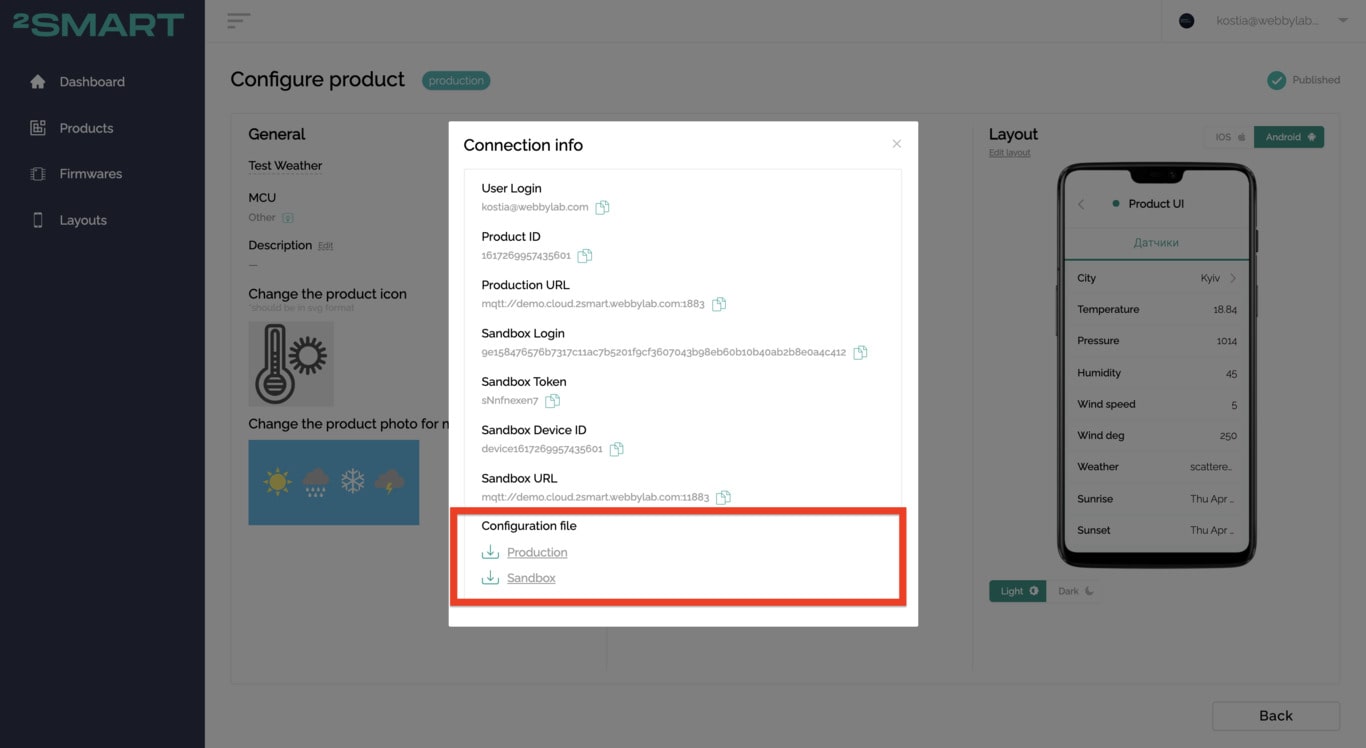 2SMART
kostia@webbylab...
Dashboard
Products
Firmwares
Layouts
Configure product
production
Published
General
Test Weather
MCU
Other
Description Edit
---
Change the product icon
*should be in svg format
Change the product photo for m
Connection info
User Login
kostia@webbylab.com
Product ID
1617269957435601
Production URL
mqtt://demo.cloud.2smart.webbylab.com:1883
Sandbox Login
9e158476576b7317c11ac7b5201f9cf3607043b98eb60b10b40ab2b8e0a4c412
Sandbox Token
sNnfnexen7
Sandbox Device ID
device1617269957435601
Sandbox URL
mqtt://demo.cloud.2smart.webbylab.com:11883
Configuration file
Production
Sandbox
Layout
Edit layout
IOS
Android
Product UI
Датчики
City Kyiv
Temperature 18.84
Pressure 1014
Humidity 45
Wind speed 5
Wind deg 250
Weather scattere...
Sunrise Thu Apr ...
Sunset Thu Apr ...
Light
Dark
Back